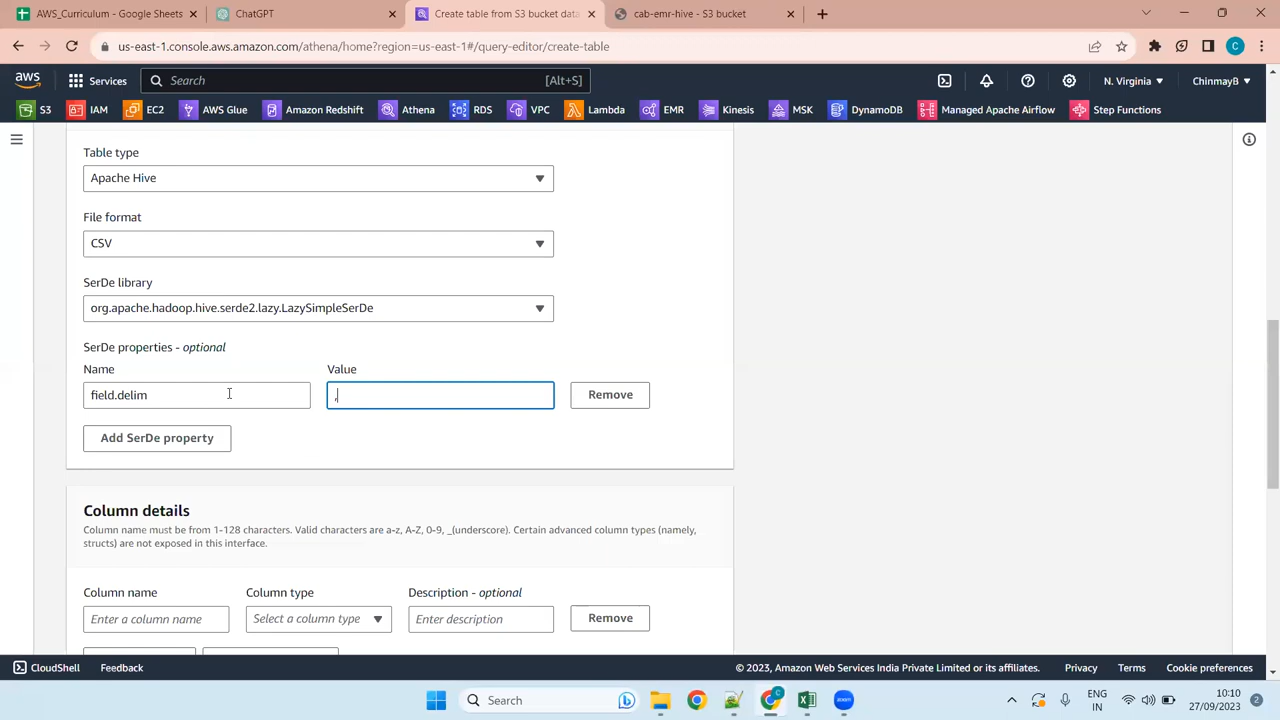 AWS_Curriculum - Google Sheets
ChatGPT
Create table from S3 bucket data
cab-emr-hive - S3 bucket
us-east-1.console.aws.amazon.com/athena/home?region=us-east-1#/query-editor/create-table
C
aws
Services
Search
[Alt+S]
N. Virginia
ChinmayB
S3
IAM
EC2
AWS Glue
Amazon Redshift
Athena
RDS
VPC
Lambda
EMR
Kinesis
MSK
DynamoDB
Managed Apache Airflow
Step Functions
Table type
Apache Hive
File format
CSV
SerDe library
org.apache.hadoop.hive.serde2.lazy.LazySimpleSerDe
SerDe properties - optional
Name
Value
field.delim
,
Remove
Add SerDe property
Column details
Column name must be from 1-128 characters. Valid characters are a-z, A-Z, 0-9, _(underscore). Certain advanced column types (namely,
structs) are not exposed in this interface.
Column name
Column type
Description - optional
Enter a column name
Select a column type
Enter description
Remove
CloudShell
Feedback
© 2023, Amazon Web Services India Private Limited or its affiliates.
Privacy
Terms
Cookie preferences
Search
C
zoom
ENG
IN
10:10
27/09/2023
2